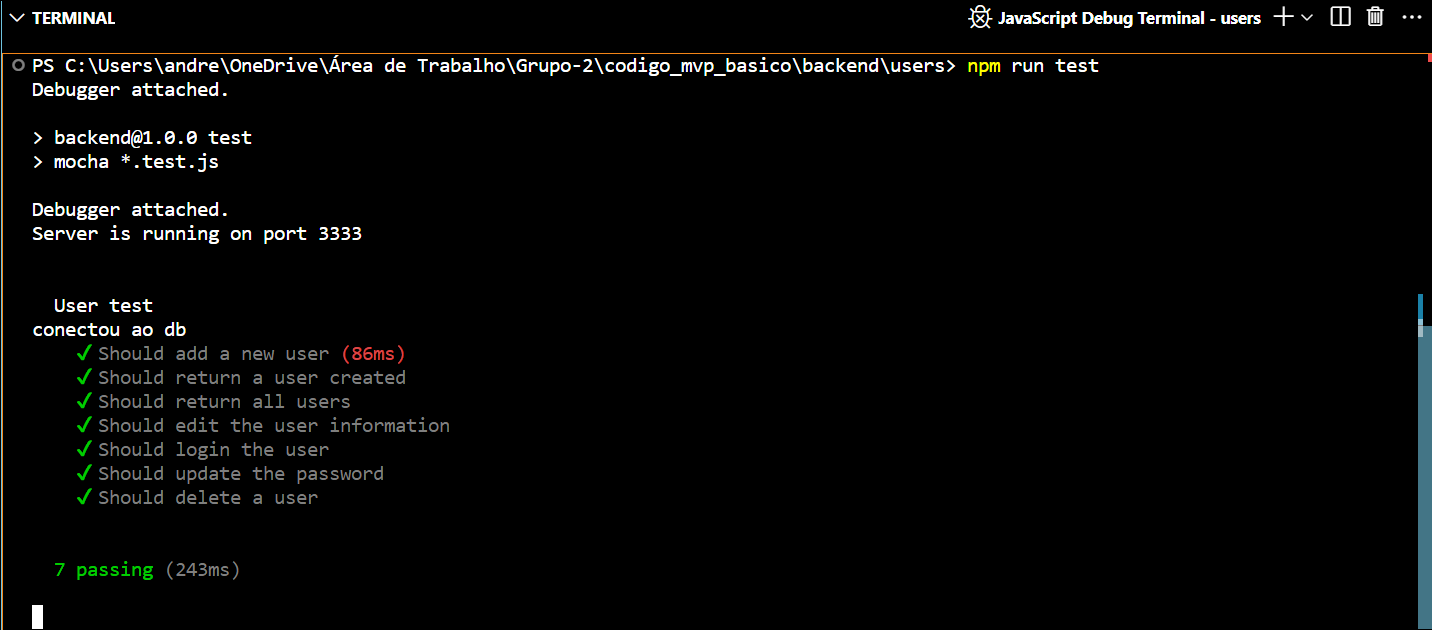 TERMINAL
JavaScript Debug Terminal - users
PS C:\Users\andre\OneDrive\Área de Trabalho\Grupo-2\codigo_mvp_basico\backend\users> npm run test
Debugger attached.
> backend@1.0.0 test
> mocha *.test.js
Debugger attached.
Server is running on port 3333
User test
conectou ao db
✓ Should add a new user (86ms)
✓ Should return a user created
✓ Should return all users
✓ Should edit the user information
✓ Should login the user
✓ Should update the password
✓ Should delete a user
7 passing (243ms)